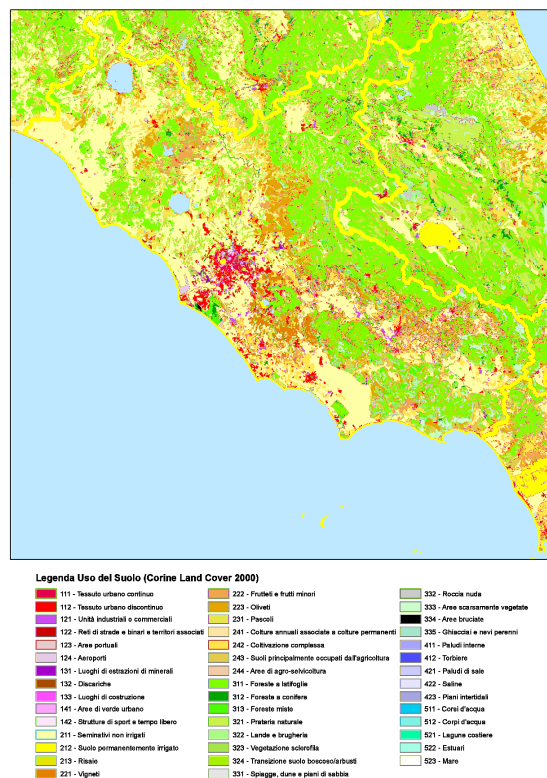 Legenda Uso del Suolo (Corine Land Cover 2000)
111 - Tessuto urbano continuo
112 - Tessuto urbano discontinuo
121 - Unità industriali o commerciali
122 - Reti di strade e binari e territori associati
123 - Aree portuali
124 - Aeroporti
131 - Luoghi di estrazioni di minerali
132 - Discariche
133 - Luoghi di costruzione
141 - Aree di verde urbano
142 - Strutture di sport e tempo libero
211 - Seminativi non irrigati
212 - Suolo permanentemente irrigato
213 - Risaie
221 - Vigneti
222 - Frutteti e frutti minori
223 - Oliveti
231 - Pascoli
241 - Colture annuali associate a colture permanenti
242 - Coltivazione complessa
243 - Suoli principalmente occupati dall'agricoltura
244 - Aree di agro-selvicoltura
311 - Foreste a latifoglie
312 - Foreste a conifere
313 - Foreste miste
321 - Prateria naturale
322 - Lande e brugheria
323 - Vegetazione sclerofila
324 - Transizione suolo boscoso/arbusti
331 - Spiagge, dune e piani di sabbia
332 - Roccia nuda
333 - Aree scarsamente vegetate
334 - Aree bruciate
335 - Ghiacciai e nevi perenni
411 - Paludi interne
412 - Torbiere
421 - Paludi di sale
422 - Saline
423 - Piani intertidali
511 - Corsi d'acqua
512 - Corpi d'acqua
521 - Lagune costiere
522 - Estuari
523 - Mare